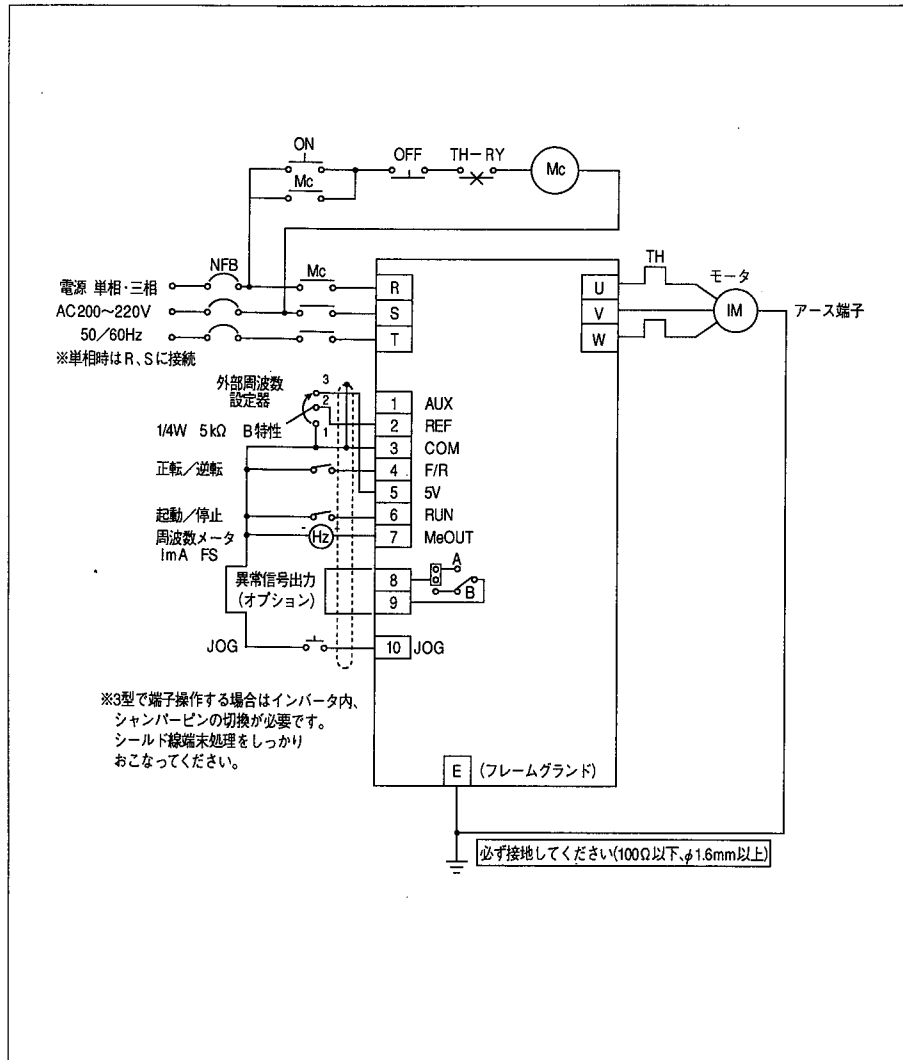 ON
OFF
TH-RY
Mc
Mc
NFB
Mc
TH
モータ
電源 単相・三相
R
U
AC200～220V
S
V
IM
アース端子
50/60Hz
T
W
※単相時はR、Sに接続
外部周波数
設定器
3
2
1
1/4W 5kΩ B特性
1 AUX
2 REF
3 COM
正転/逆転
4 F/R
5 5V
起動/停止
6 RUN
周波数メータ
- Hz +
7 MeOUT
ImA FS
異常信号出力
(オプション)
8
9
A
B
JOG
10 JOG
※3型で端子操作する場合はインバータ内、
シャンパーピンの切換が必要です。
シールド線端末処理をしっかり
おこなってください。
E (フレームグランド)
必ず接地してください(100Ω以下、φ1.6mm以上)